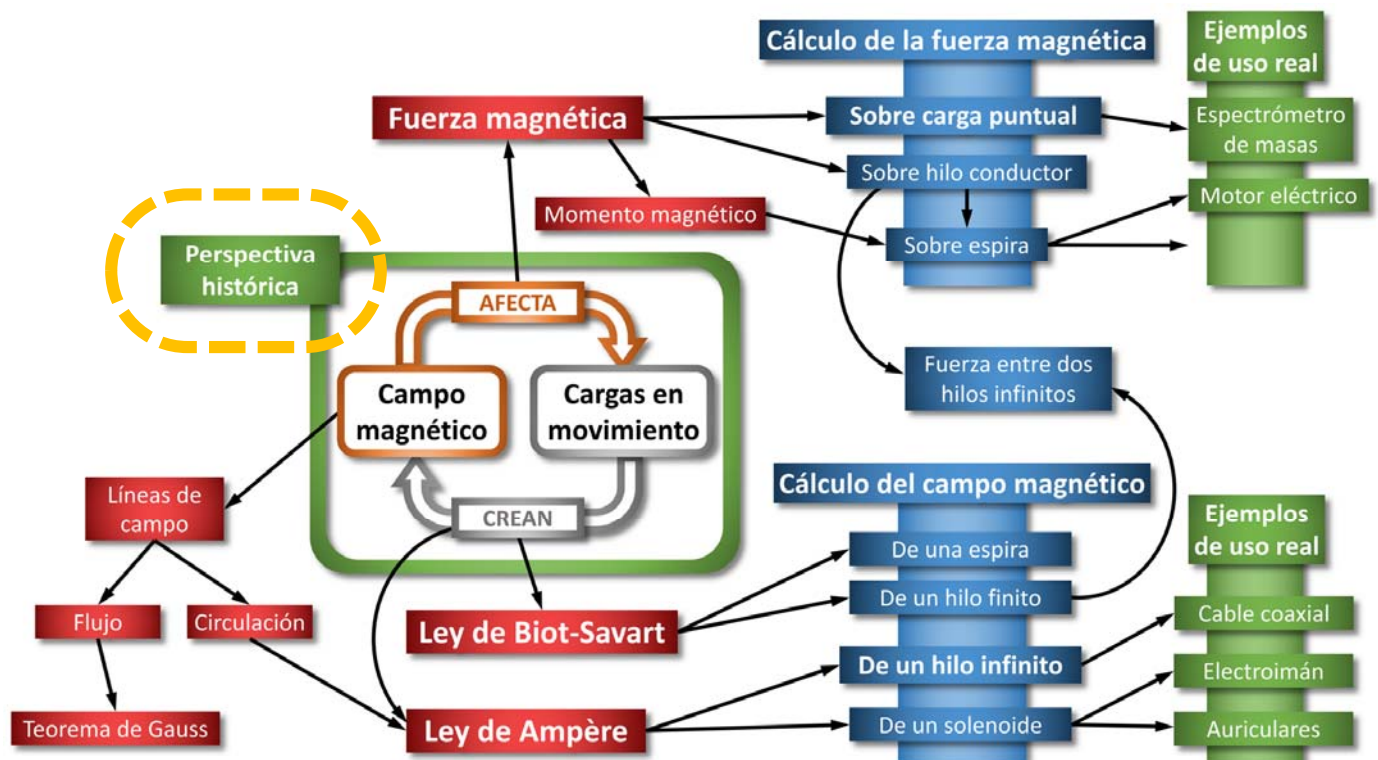 Cálculo de la fuerza magnética
Ejemplos
de uso real
Fuerza magnética
Sobre carga puntual
Espectrómetro
de masas
Sobre hilo conductor
Momento magnético
Motor eléctrico
Sobre espira
Perspectiva
histórica
AFECTA
Campo
magnético
Cargas en
movimiento
Fuerza entre dos
hilos infinitos
CREAN
Líneas de
campo
Cálculo del campo magnético
Ejemplos
de uso real
De una espira
De un hilo finito
Flujo
Circulación
Ley de Biot-Savart
Cable coaxial
De un hilo infinito
Electroimán
Teorema de Gauss
Ley de Ampère
De un solenoide
Auriculares